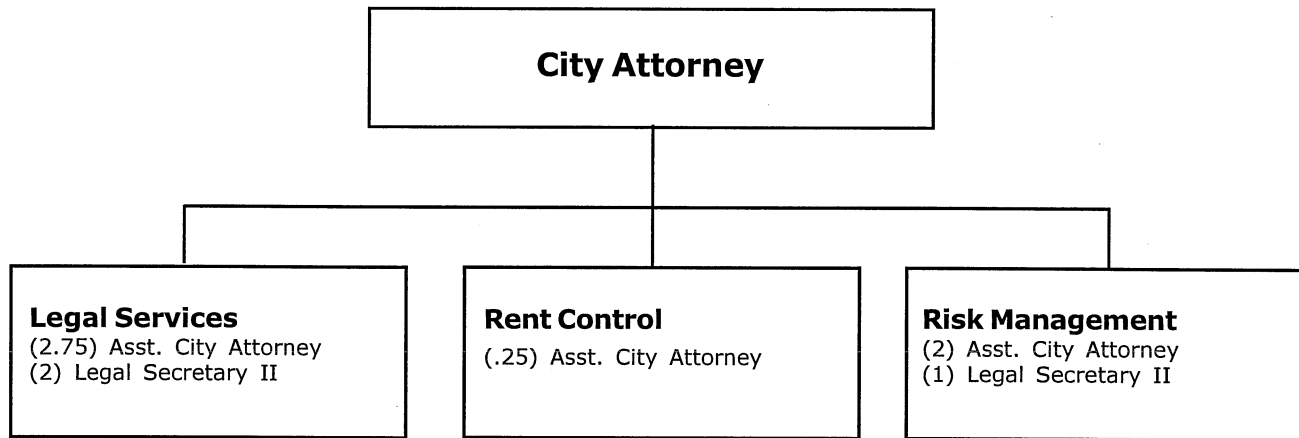 City Attorney
Legal Services
(2.75) Asst. City Attorney
(2) Legal Secretary II
Rent Control
(.25) Asst. City Attorney
Risk Management
(2) Asst. City Attorney
(1) Legal Secretary II